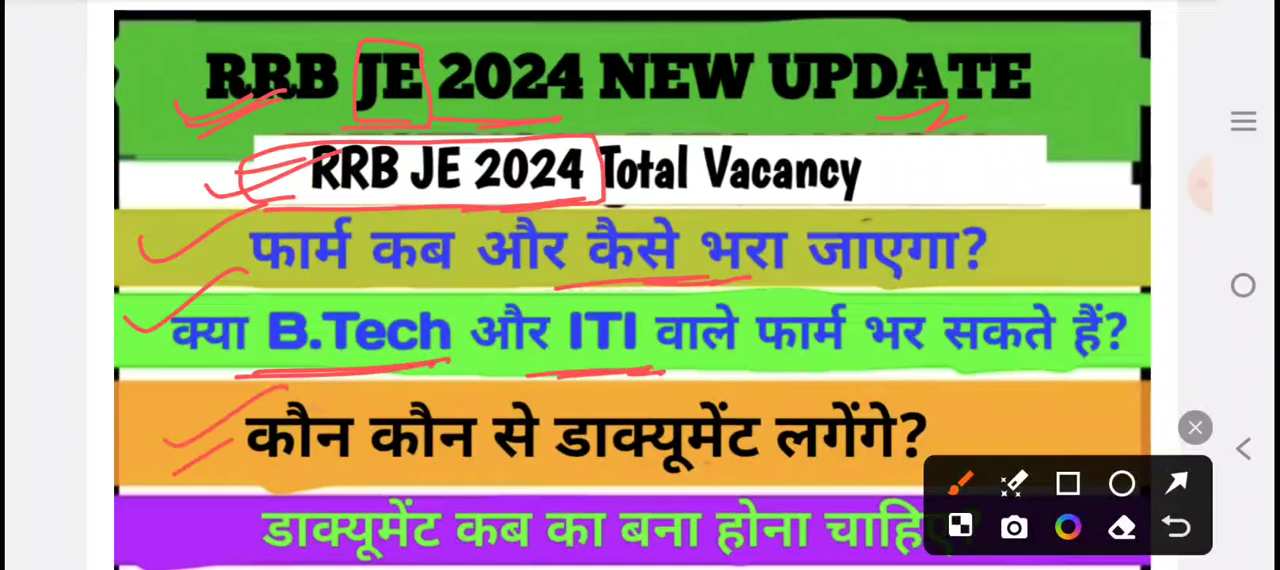 RRB JE 2024 NEW UPDATE
RRB JE 2024 Total Vacancy
फार्म कब और कैसे भरा जाएगा?
क्या B.Tech और ITI वाले फार्म भर सकते हैं?
कौन कौन से डाक्यूमेंट लगेंगे?
डाक्यूमेंट कब का बना होना